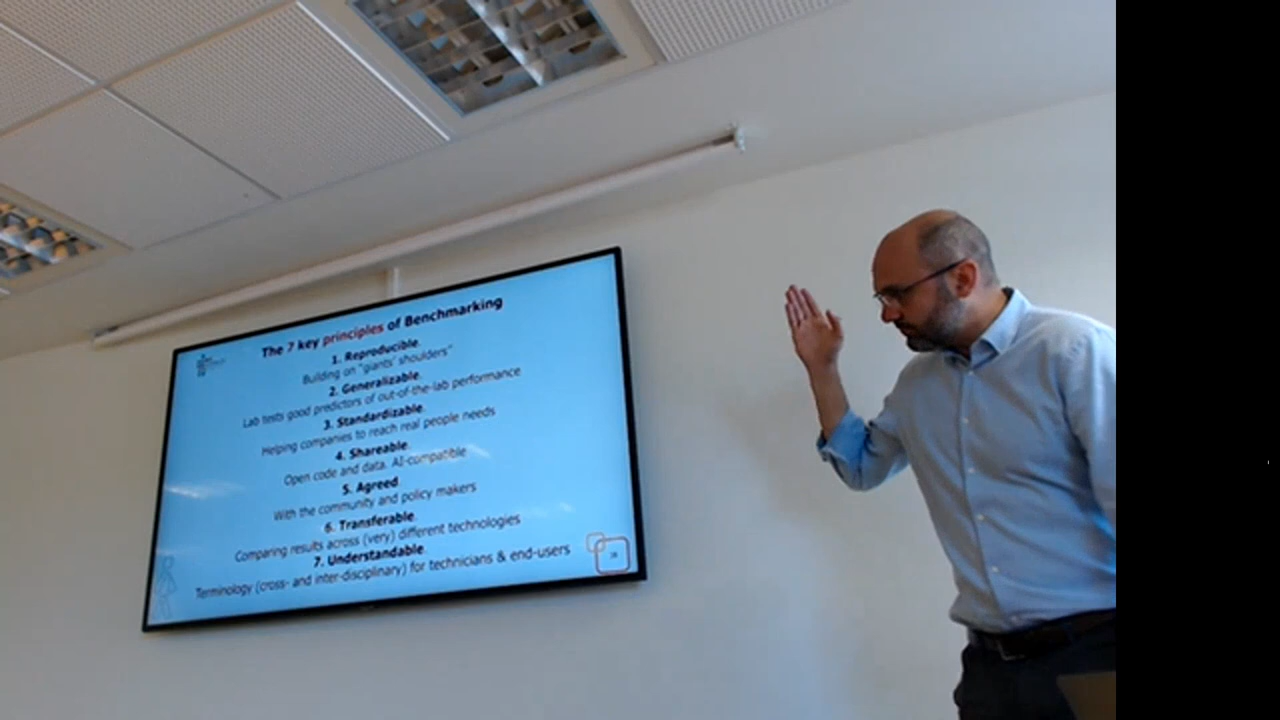 The 7 key principles of Benchmarking
1. Reproducible.
Building on "giants' shoulders"
2. Generalizable.
Lab tests good predictors of out-of-the-lab performance
3. Standardizable.
Helping companies to reach real people needs
4. Shareable.
Open code and data. AI-compatible
5. Agreed.
With the community and policy makers
6. Transferable.
Comparing results across (very) different technologies
7. Understandable.
Terminology (cross- and inter-disciplinary) for technicians & end-users